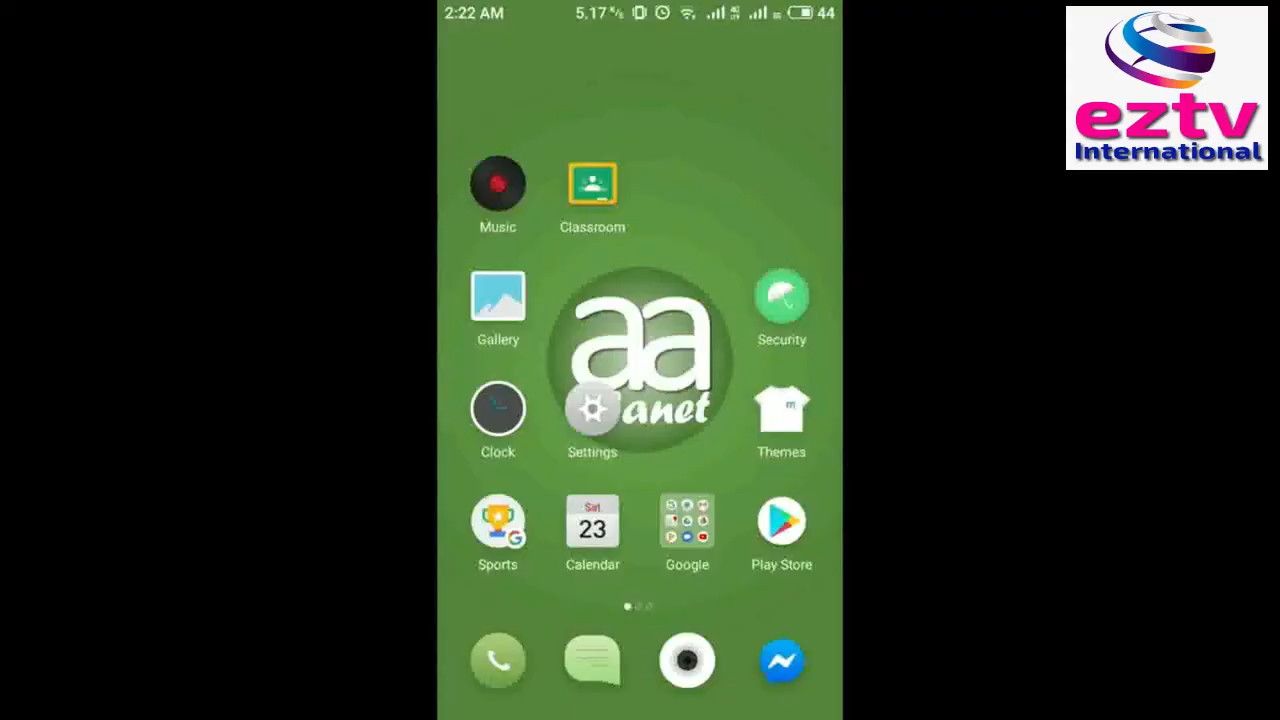 2:22 AM
5.17 K/s
44
eztv
International
Music
Classroom
Gallery
Security
aa
anet
Clock
Settings
Themes
Sat
23
Sports
Calendar
Google
Play Store